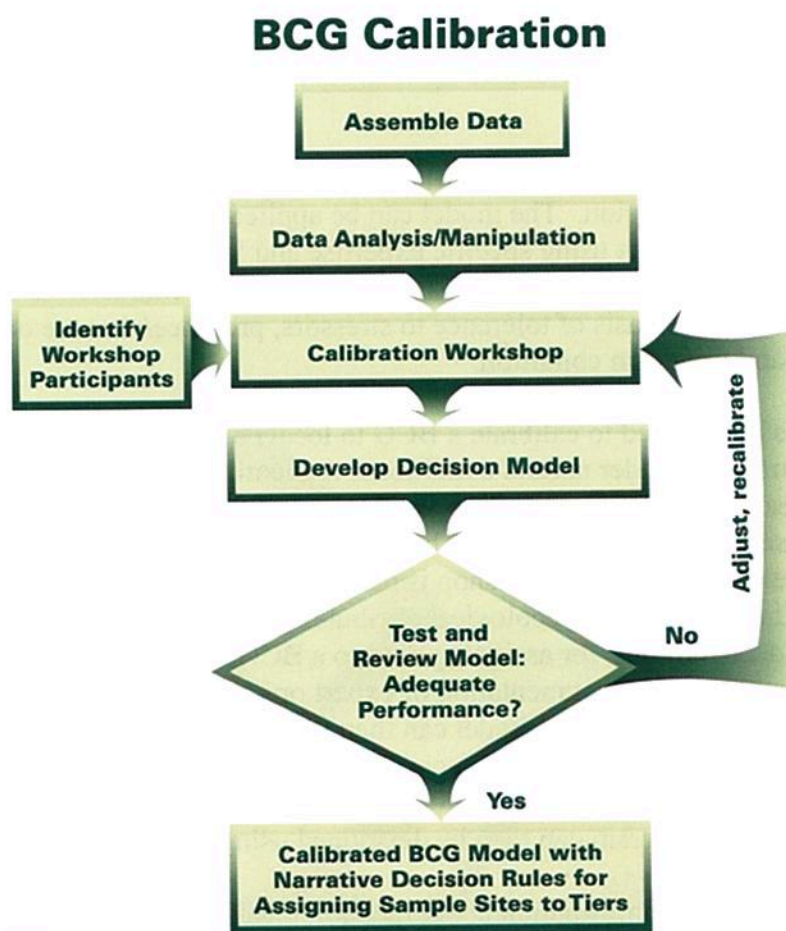 BCG Calibration
Assemble Data
Data Analysis/Manipulation
Identify
Workshop
Participants
Calibration Workshop
Develop Decision Model
Adjust, recalibrate
Test and
Review Model:
Adequate
Performance?
No
Yes
Calibrated BCG Model with
Narrative Decision Rules for
Assigning Sample Sites to Tiers